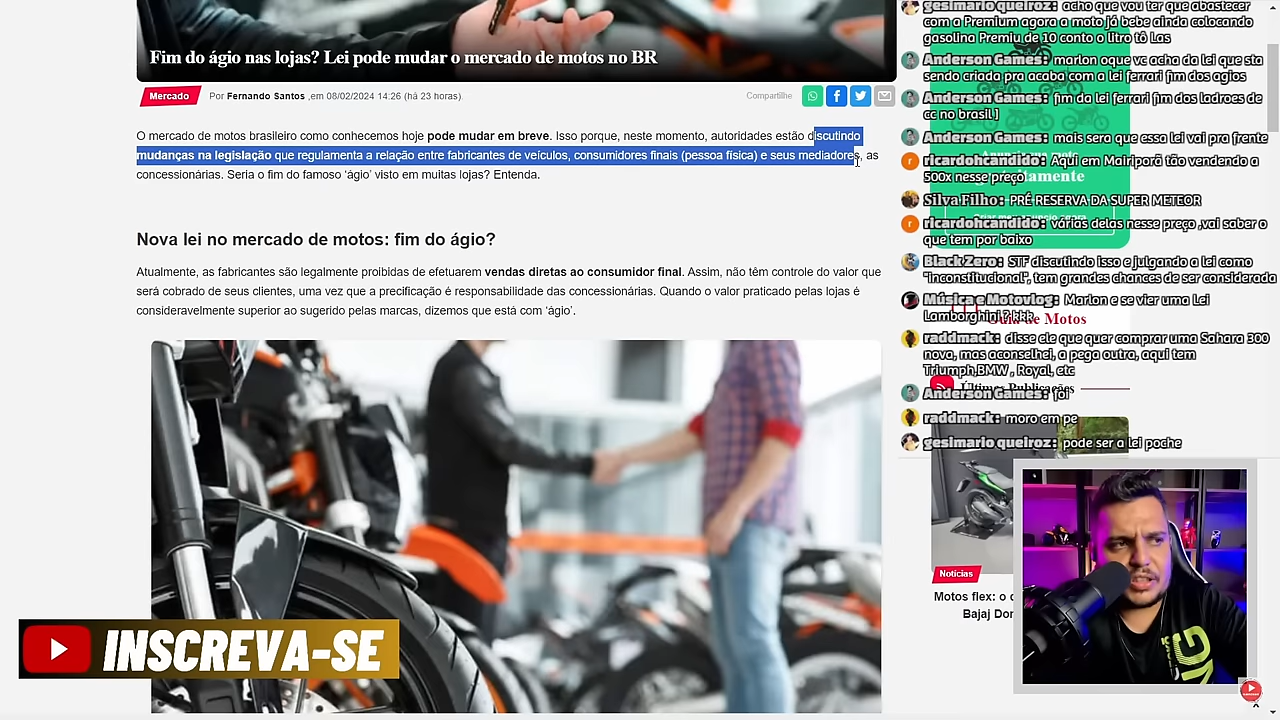 Fim do ágio nas lojas? Lei pode mudar o mercado de motos no BR
Mercado
Por Fernando Santos, em 08/02/2024 14:26 (há 23 horas).
Compartilhe
O mercado de motos brasileiro como conhecemos hoje pode mudar em breve. Isso porque, neste momento, autoridades estão discutindo
mudanças na legislação que regulamenta a relação entre fabricantes de veículos, consumidores finais (pessoa física) e seus mediadores, as
concessionárias. Seria o fim do famoso 'ágio' visto em muitas lojas? Entenda.
Nova lei no mercado de motos: fim do ágio?
Atualmente, as fabricantes são legalmente proibidas de efetuarem vendas diretas ao consumidor final. Assim, não têm controle do valor que
será cobrado de seus clientes, uma vez que a precificação é responsabilidade das concessionárias. Quando o valor praticado pelas lojas é
consideravelmente superior ao sugerido pelas marcas, dizemos que está com 'ágio'.
INSCREVA-SE
gesimario queiroz: acho que vou ter que abastecer
com a Premium agora a moto já bebe ainda colocando
gasolina Premiu de 10 conto o litro tô Las
Anderson Games: marlon oque vc acha da lei que sta
sendo criada pra acaba com a lei ferrari fim dos agios
Anderson Games: fim da lei ferrari fim dos ladroes de
cc no brasil ]
Anderson Games: mais sera que essa lei vai pra frente
ricardohcandido: Aqui em Mairiporã tão vendendo a
500x nesse preço
Silva Filho: PRÉ RESERVA DA SUPER METEOR
ricardohcandido: várias delas nesse preço ,vai saber o
que tem por baixo
BlackZero: STF discutindo isso e julgando a lei como
"inconstitucional", tem grandes chances de ser considerada
Música e Motovlog: Marlon e se vier uma Lei
Lamborghini ? kkk
de Motos
raddmack: disse ele que quer comprar uma Sahara 300
nova, mas aconselhei, a pega outra, aqui tem
Triumph,BMW , Royal, etc
Últimas Publicações
Anderson Games: foi
raddmack: moro em pe
gesimario queiroz: pode ser a lei poche
Notícias
Motos flex: o
Bajaj Dom